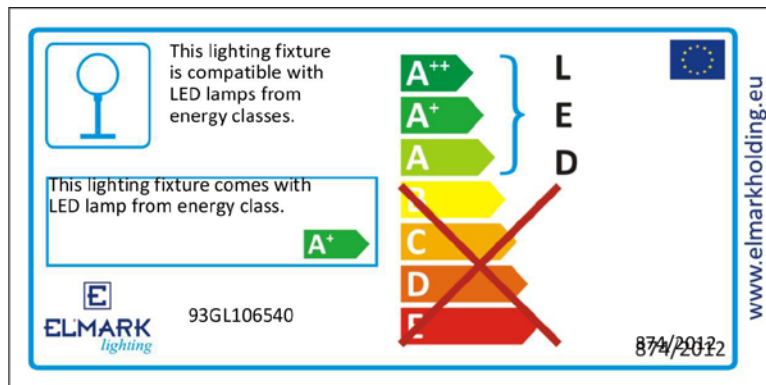 This lighting fixture
is compatible with
LED lamps from
energy classes.
A++
A+
A
B
C
D
E
L
E
D
This lighting fixture comes with
LED lamp from energy class.
A+
E
ELMARK
lighting
93GL106540
874/2012
874/2012
www.elmarkholding.eu